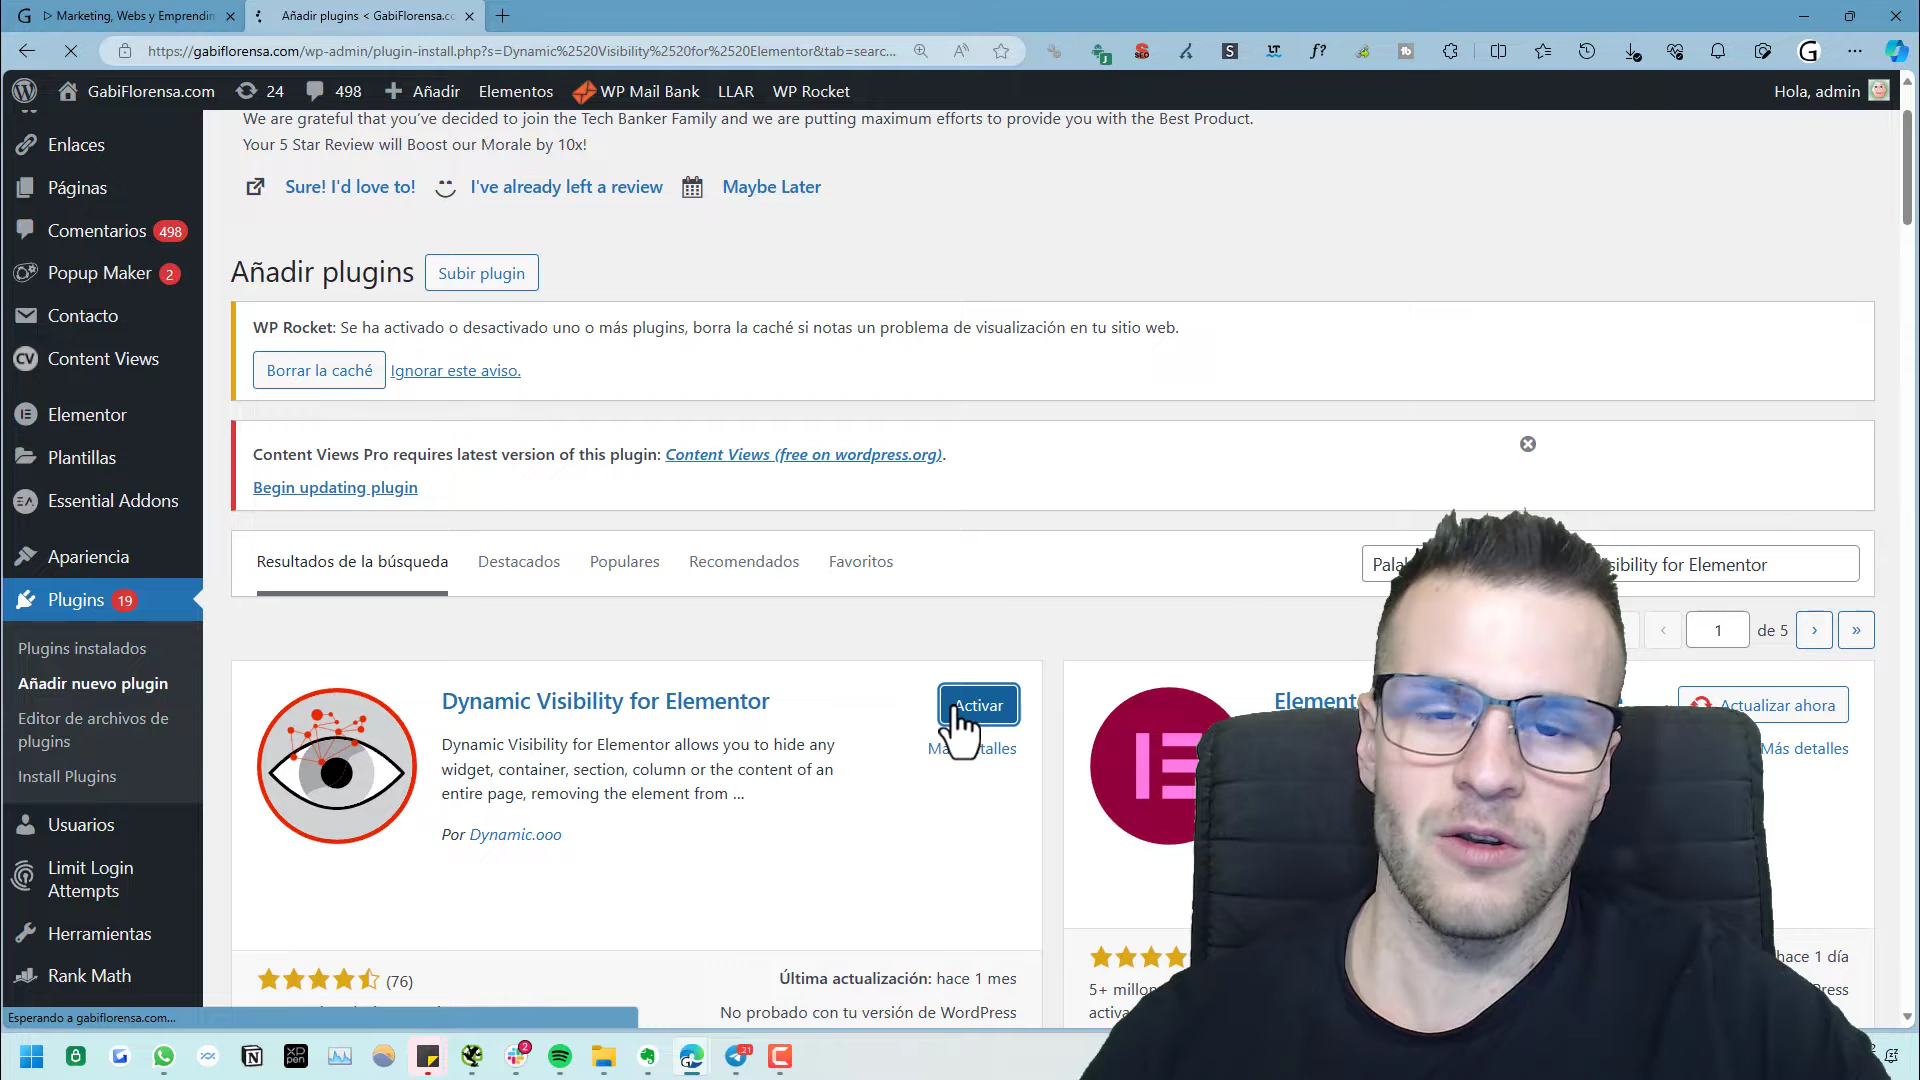 ▷ Marketing, Webs y Emprendin
Añadir plugins < GabiFlorensa.co
https://gabiflorensa.com/wp-admin/plugin-install.php?s=Dynamic%2520Visibility%2520for%2520Elementor&tab=searc...
GabiFlorensa.com
24
498
Añadir
Elementos
WP Mail Bank
LLAR
WP Rocket
Hola, admin
Enlaces
Páginas
Comentarios 498
Popup Maker 2
Contacto
Content Views
Elementor
Plantillas
Essential Addons
Apariencia
Plugins 19
Plugins instalados
Añadir nuevo plugin
Editor de archivos de
plugins
Install Plugins
Usuarios
Limit Login
Attempts
Herramientas
Rank Math
Esperando a gabiflorensa.com...
We are grateful that you've decided to join the Tech Banker Family and we are putting maximum efforts to provide you with the Best Product.
Your 5 Star Review will Boost our Morale by 10x!
Sure! I'd love to!
I've already left a review
Maybe Later
Añadir plugins
Subir plugin
WP Rocket: Se ha activado o desactivado uno o más plugins, borra la caché si notas un problema de visualización en tu sitio web.
Borrar la caché
Ignorar este aviso.
Content Views Pro requires latest version of this plugin: Content Views (free on wordpress.org).
Begin updating plugin
Resultados de la búsqueda
Destacados
Populares
Recomendados
Favoritos
sibility for Elementor
‹
1
de 5
›
»
Dynamic Visibility for Elementor
Activar
Dynamic Visibility for Elementor allows you to hide any
widget, container, section, column or the content of an
entire page, removing the element from ...
Por Dynamic.ooo
(76)
Última actualización: hace 1 mes
No probado con tu versión de WordPress
Actualizar ahora
Más detalles
hace 1 día
5+ millon